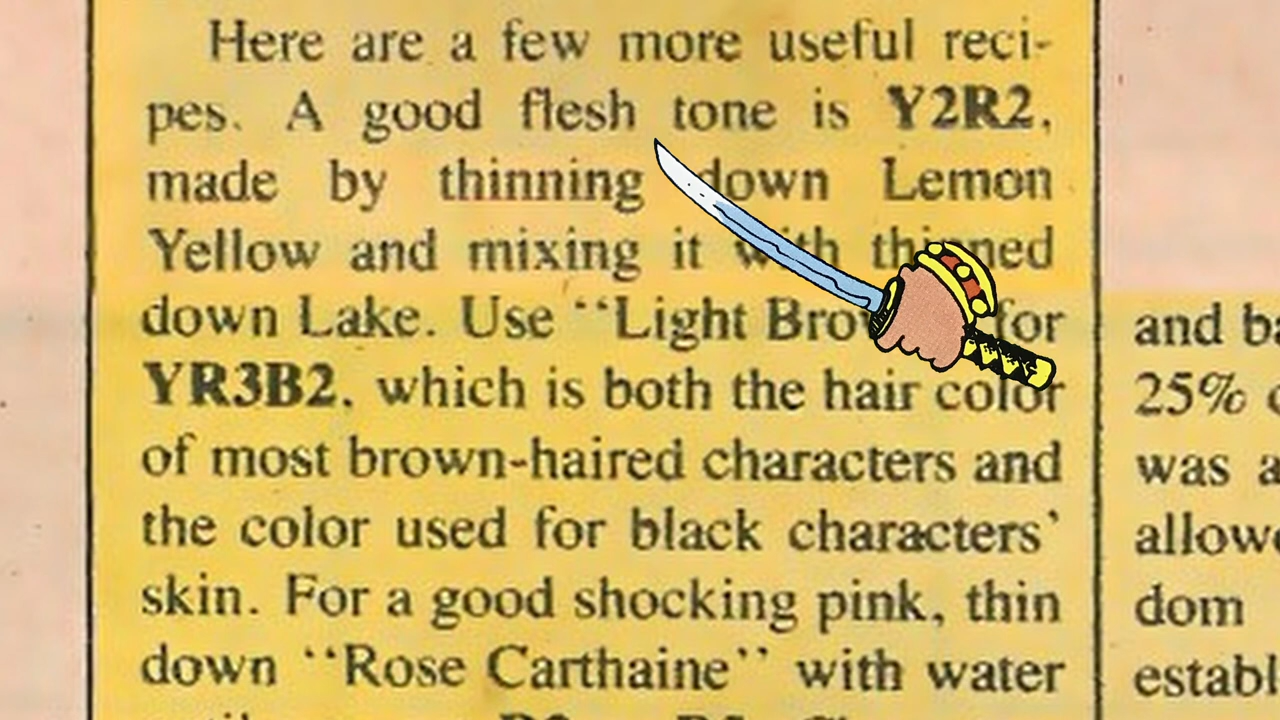 Here are a few more useful reci-
pes. A good flesh tone is Y2R2,
made by thinning down Lemon
Yellow and mixing it with thinned
down Lake. Use “Light Brown” for
YR3B2, which is both the hair color
of most brown-haired characters and
the color used for black characters’
skin. For a good shocking pink, thin
down “Rose Carthaine” with water
and ba
25%
was a
allowe
dom
establ